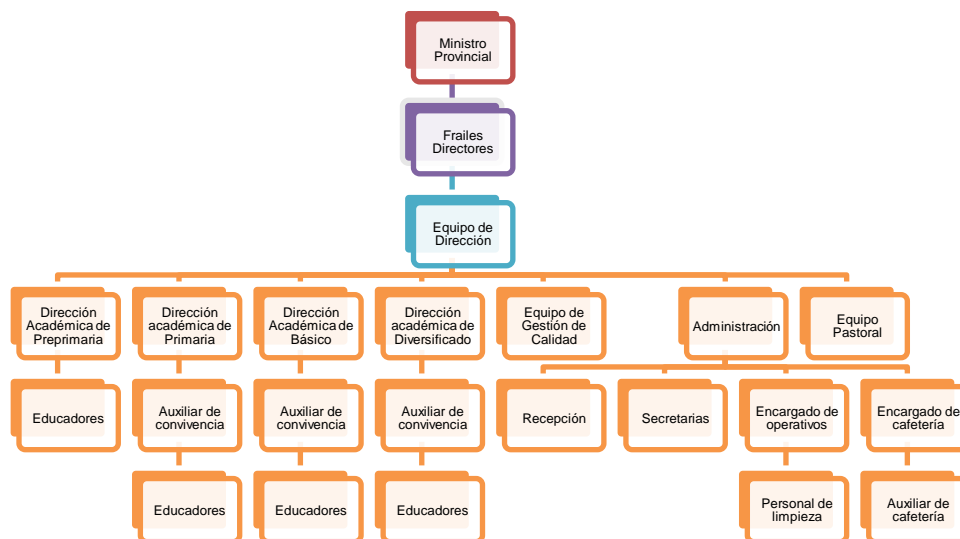 Ministro
Provincial
Frailes
Directores
Equipo de
Dirección
Dirección
Académica de
Preprimaria
Dirección
académica de
Primaria
Dirección
Académica de
Básico
Dirección
académica de
Diversificado
Equipo de
Gestión de
Calidad
Administración
Equipo
Pastoral
Educadores
Auxiliar de
convivencia
Auxiliar de
convivencia
Auxiliar de
convivencia
Recepción
Secretarias
Encargado de
operativos
Encargado de
cafetería
Educadores
Educadores
Educadores
Personal de
limpieza
Auxiliar de
cafetería